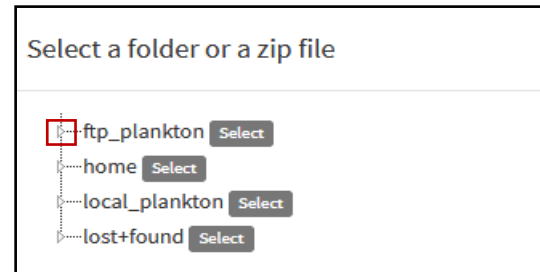 Select a folder or a zip file
ftp_plankton Select
home Select
local_plankton Select
lost+found Select